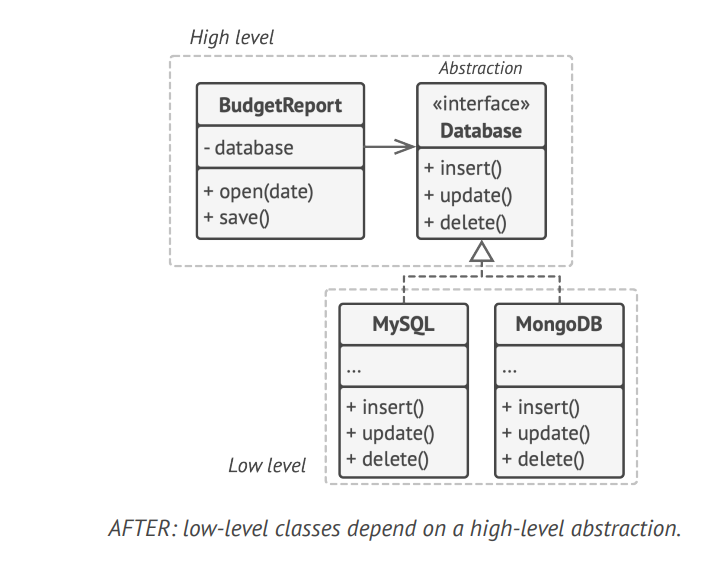 High level
Abstraction
BudgetReport
- database
+ open(date)
+ save()
«interface»
Database
+ insert()
+ update()
+ delete()
MySQL
...
+ insert()
+ update()
+ delete()
MongoDB
...
+ insert()
+ update()
+ delete()
Low level
AFTER: low-level classes depend on a high-level abstraction.